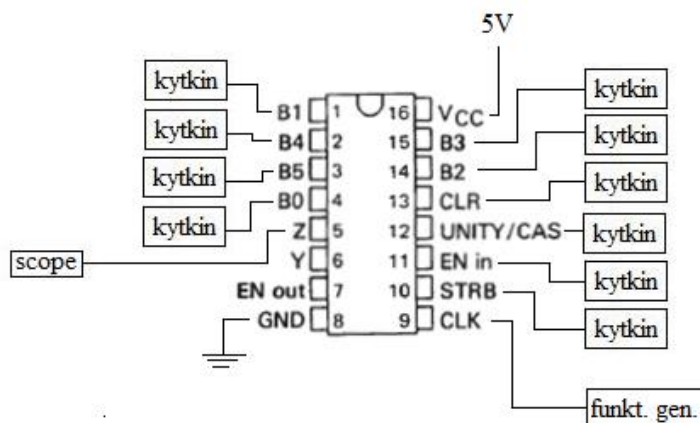 5V
kytkin B1 1 16 VCC kytkin
kytkin B4 2 15 B3 kytkin
kytkin B5 3 14 B2 kytkin
kytkin B0 4 13 CLR kytkin
scope Z 5 12 UNITY/CAS kytkin
Y 6 11 EN in kytkin
EN out 7 10 STRB kytkin
GND 8 9 CLK
funkt. gen.